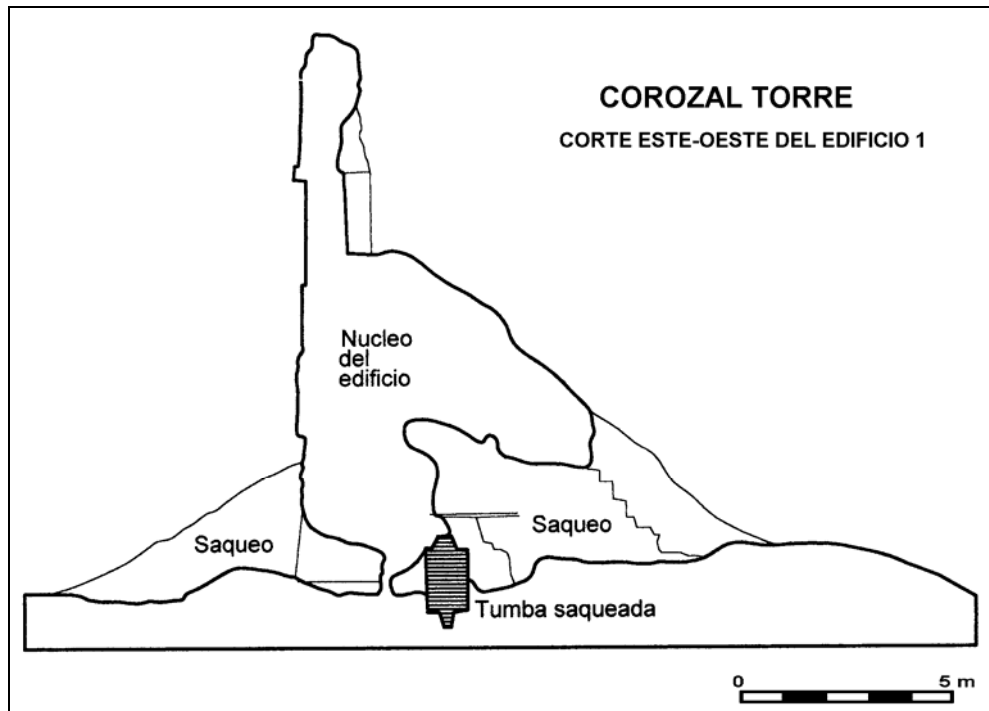 COROZAL TORRE
CORTE ESTE-OESTE DEL EDIFICIO 1
Nucleo
del
edificio
Saqueo
Saqueo
Tumba saqueada
0 5 m